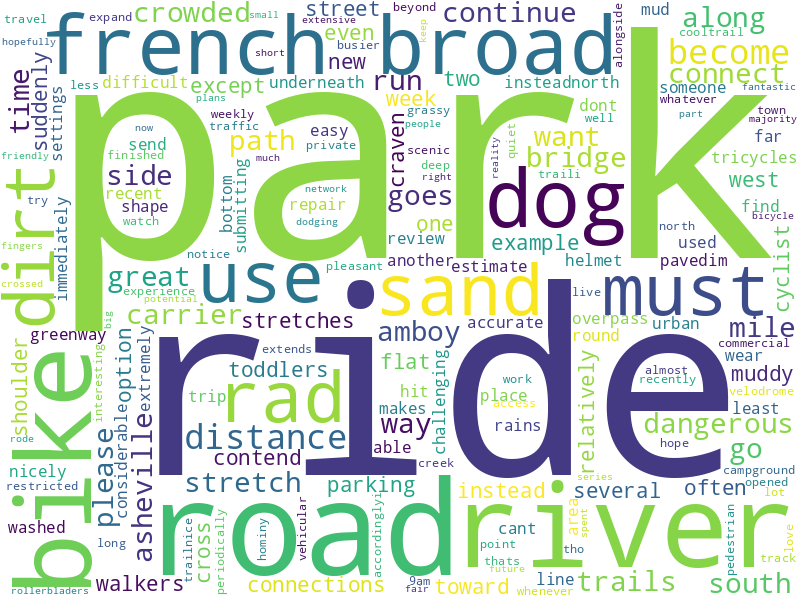 travel
expand
small
crowded
street
extensive
beyond
mud
hopefully
french broad
continue
along
cooltrail
even
busier
keep
alongside
become
time
suddenly
settings
less
difficult
except
short
new
underneath
run
two
insteadnorth
connect
someone
fantastic
whatever
town
majority
park
send
plans
weekly
week
grassy
dont
well
part
now
traffic
easy
people
want
path
private
craven
quiet
reality
far
friendly
finished
much
scenic
bridge
tricycles
side
network
deep
dog
west
dirt
try
recent
right
goes
traili
find
immediately
shape
repair
one
north
bicycle
watch
bottom
submitting
dodging
review
example
used
cyclist
fingers
notice
another
helmet
pavedim
crossed
great
pleasant
estimate
use
sand
must
experience
live
potential
carrier
big
stretches
amboy
accurate
overpass
urban
mile
greenway
round
commercial
bike
shoulder
interesting
option
considerable
extremely
ride
extends
toddlers
flat
challenging
relatively
wear
almost
recently
muddy
trip
rad
hit
makes
place
work
access
velodrome
least
rode
please
asheville
distance
way
able
rains
dangerous
hope
nicely
contend
creek
go
restricted
stretch
parking
instead
several
often
campground
series
opened
lot
washed
road
river
long
cross
periodically
hominy
vehicular
accordinglyi
cant
point
thats
area
spent
tho
pedestrian
track
love
trailnice
rollerbladers
walkers
connections
9am
fair
toward
future
line
whenever
trails
south